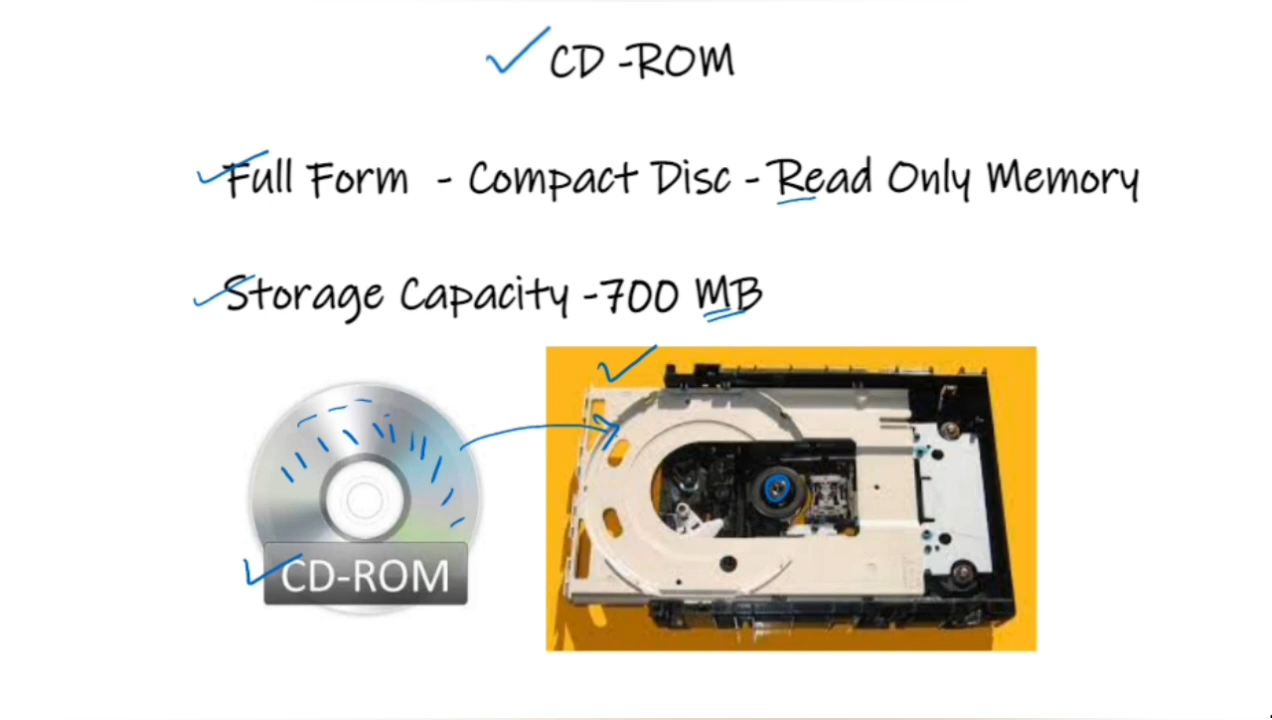 CD -ROM
Full Form - Compact Disc - Read Only Memory
Storage Capacity -700 MB
CD-ROM